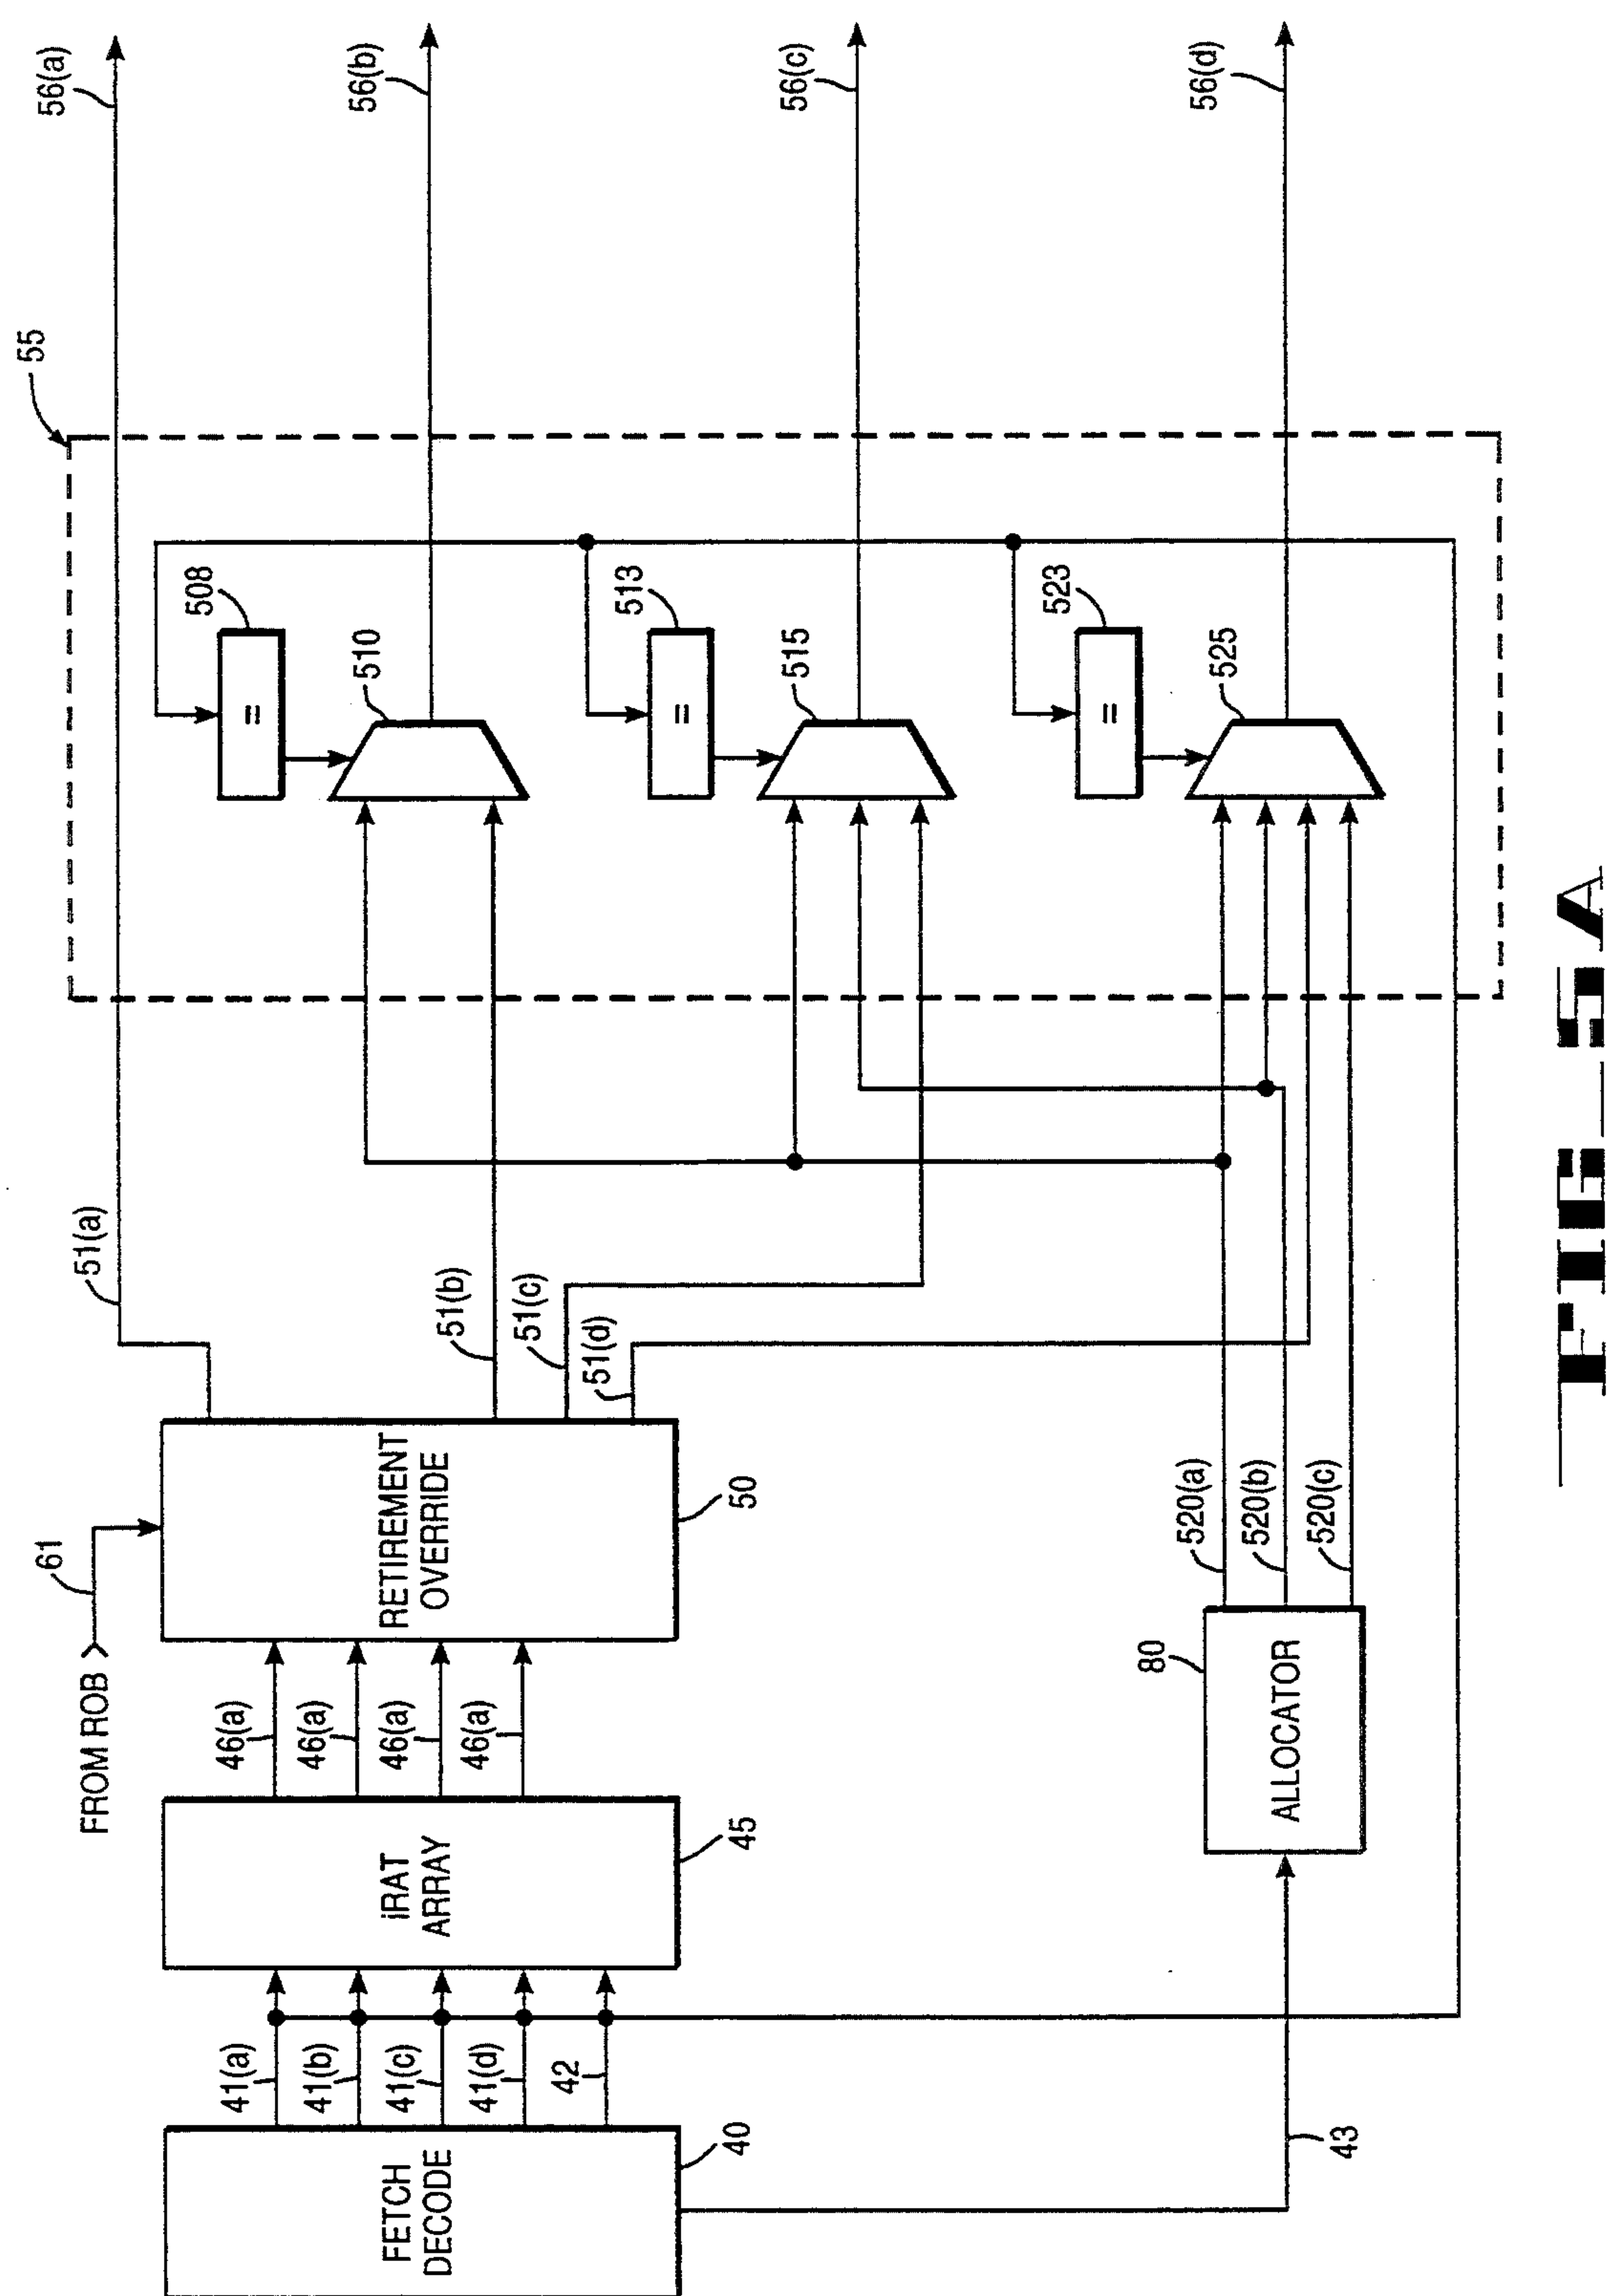 FETCH
DECODE
40
41(a)
41(b)
41(c)
41(d)
42
43
iRAT
ARRAY
45
46(a)
46(a)
46(a)
46(a)
FROM ROB
61
RETIREMENT
OVERRIDE
50
ALLOCATOR
80
51(a)
51(b)
51(c)
51(d)
520(a)
520(b)
520(c)
55
=
508
510
=
513
515
=
523
525
56(a)
56(b)
56(c)
56(d)
FIG_5A